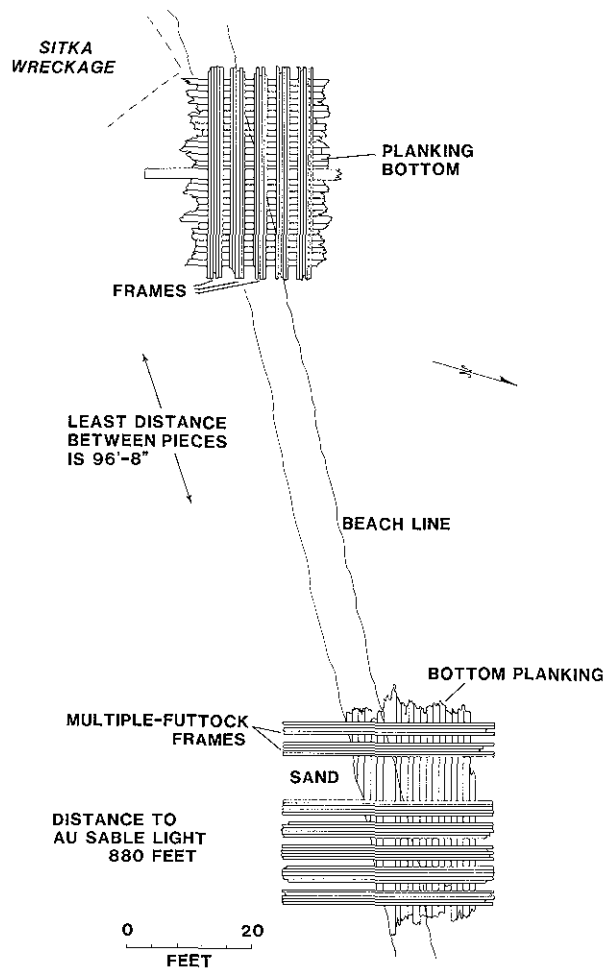 SITKA
WRECKAGE
PLANKING
BOTTOM
FRAMES
N
LEAST DISTANCE
BETWEEN PIECES
IS 96'-8"
BEACH LINE
BOTTOM PLANKING
MULTIPLE-FUTTOCK
FRAMES
SAND
DISTANCE TO
AU SABLE LIGHT
880 FEET
0 20
FEET